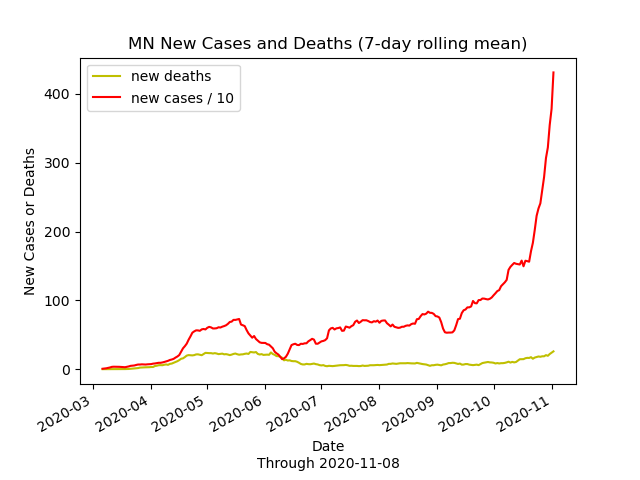 MN New Cases and Deaths (7-day rolling mean)
new deaths
new cases / 10
New Cases or Deaths
400
300
200
100
0
2020-03
2020-04
2020-05
2020-06
2020-07
2020-08
2020-09
2020-10
2020-11
Date
Through 2020-11-08